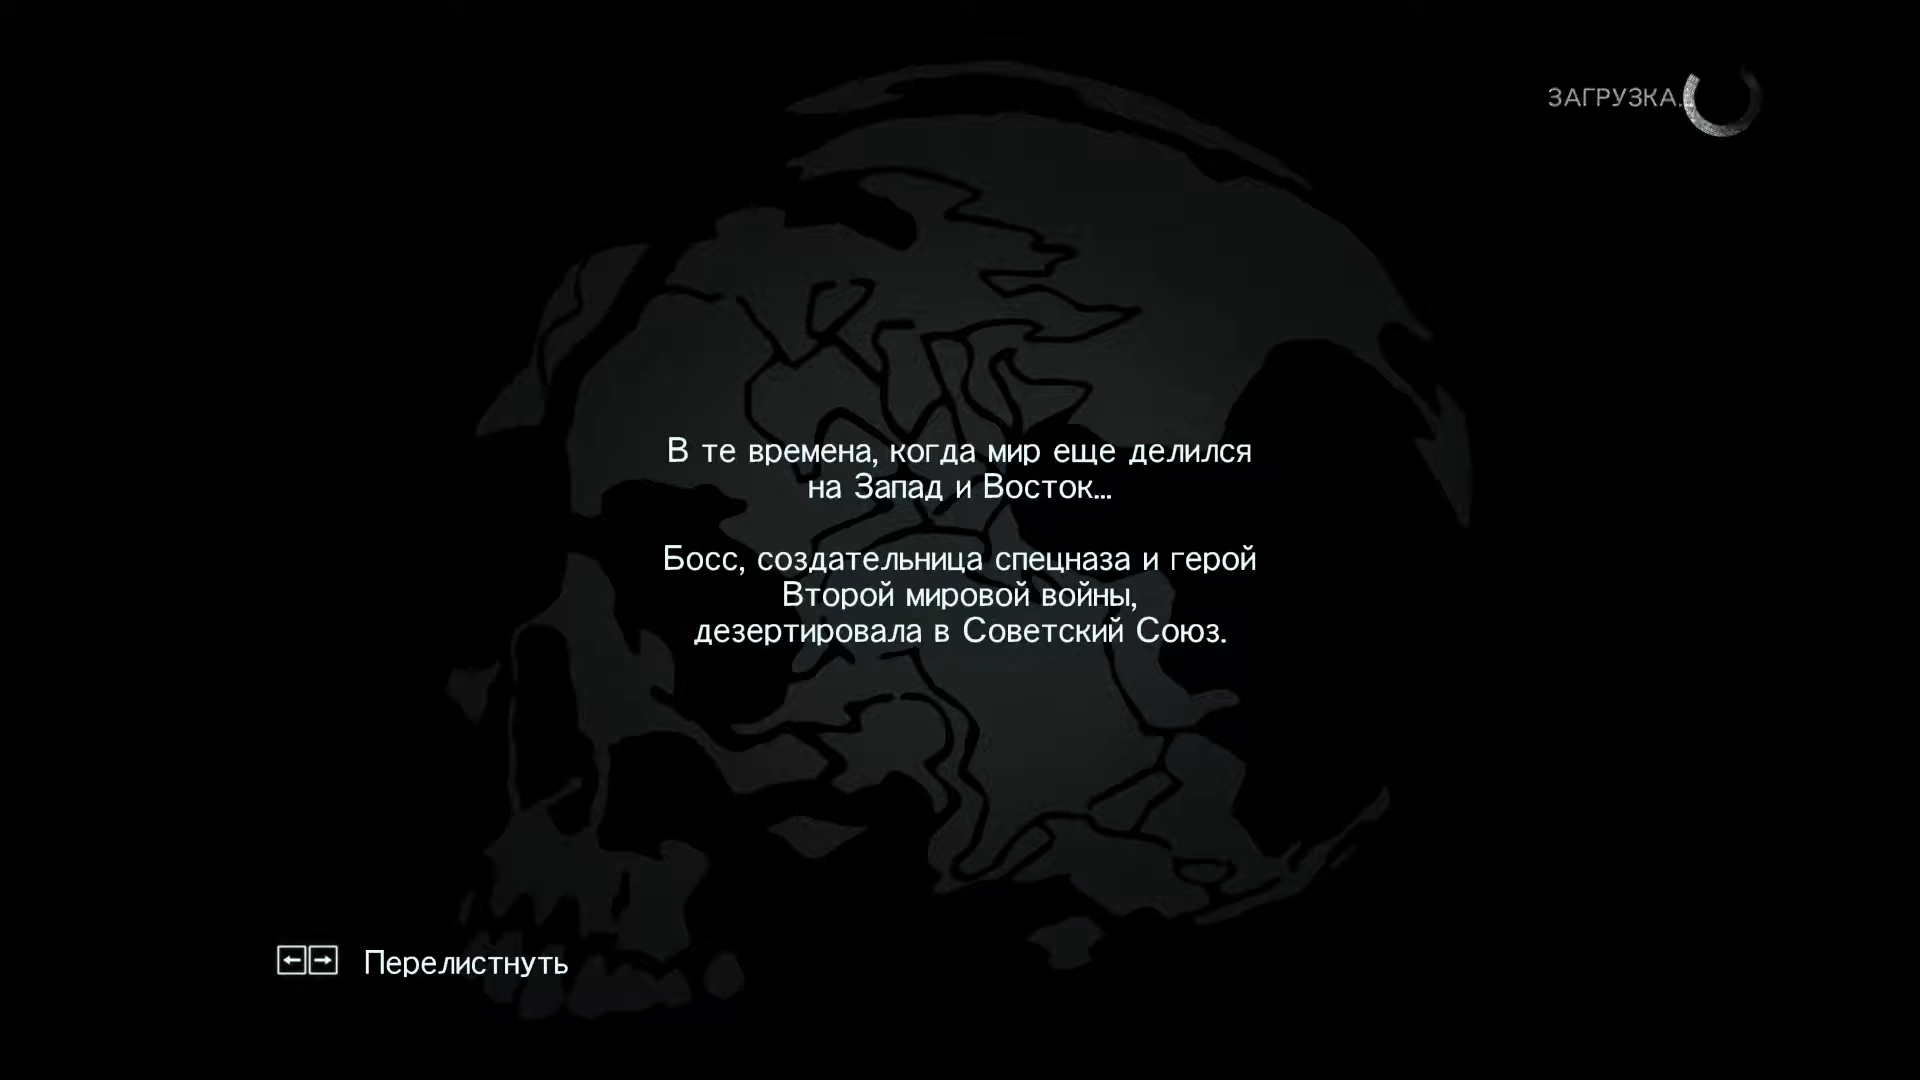 ЗАГРУЗКА..
В те времена, когда мир еще делился
на Запад и Восток...
Босс, создательница спецназа и герой
Второй мировой войны,
дезертировала в Советский Союз.
Перелистнуть